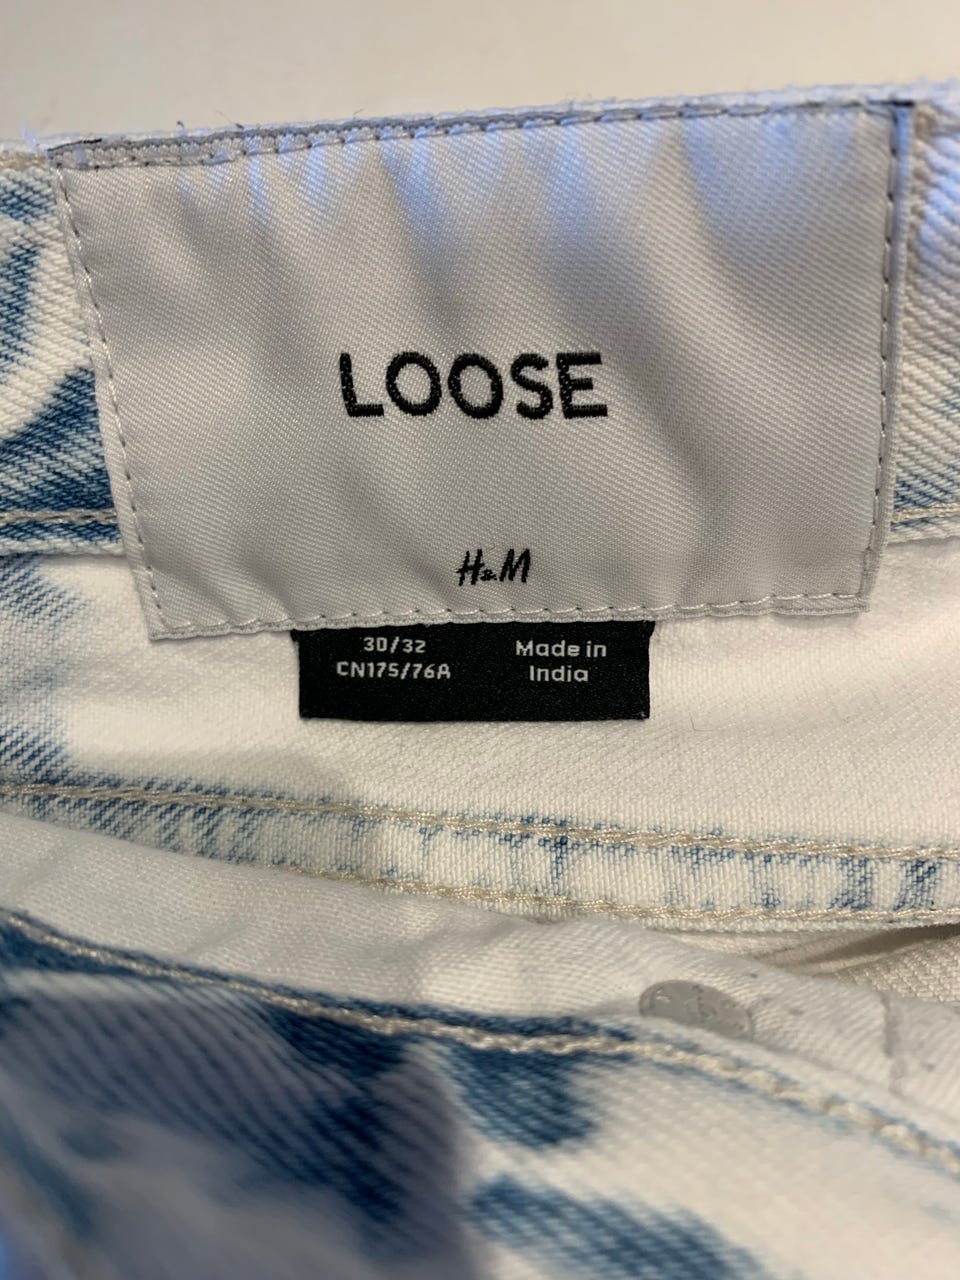 LOOSE
H&M
30/32
CN175/76A
Made in
India